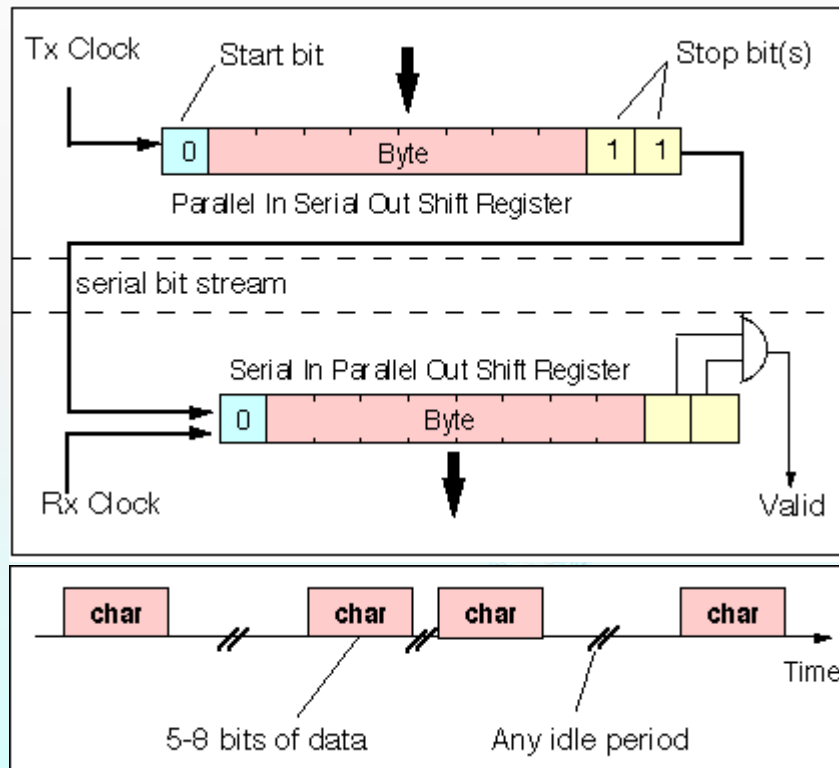 Tx Clock
Start bit
Stop bit(s)
0
Byte
1 1
Parallel In Serial Out Shift Register
serial bit stream
Serial In Parallel Out Shift Register
0
Byte
Rx Clock
Valid
char char char char
Time
5-8 bits of data
Any idle period